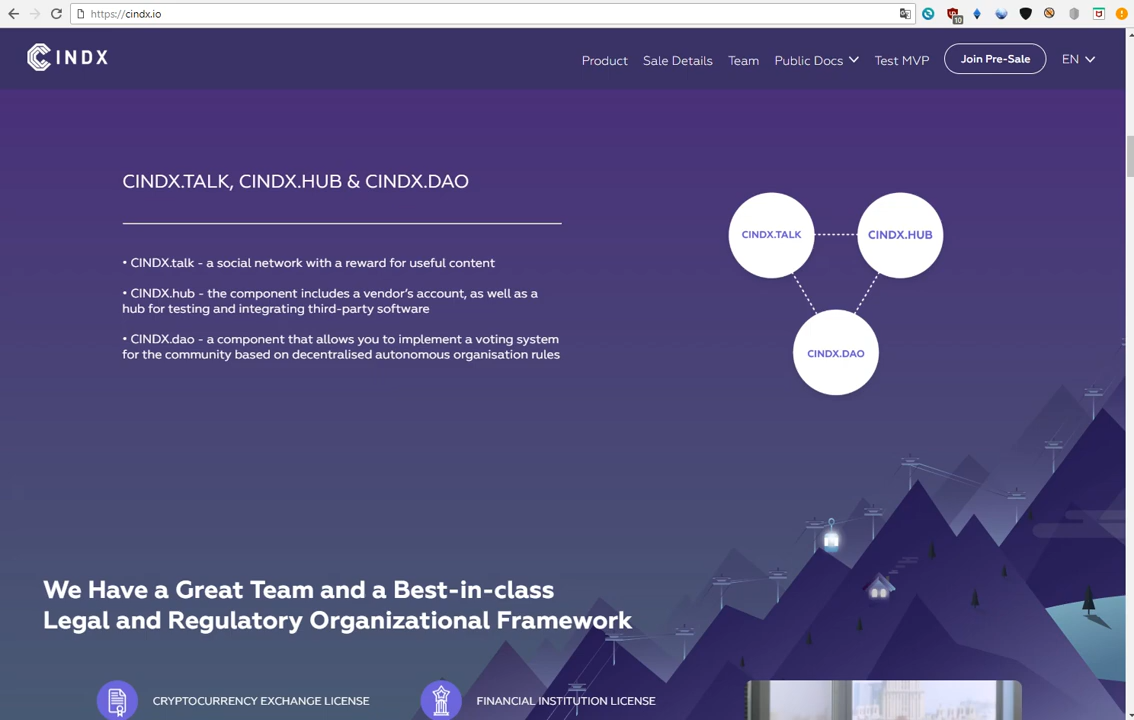 https://cindx.io
10
CINDX
Product Sale Details Team Public Docs Test MVP Join Pre-Sale EN
CINDX.TALK, CINDX.HUB & CINDX.DAO
• CINDX.talk - a social network with a reward for useful content
• CINDX.hub - the component includes a vendor's account, as well as a
hub for testing and integrating third-party software
• CINDX.dao - a component that allows you to implement a voting system
for the community based on decentralised autonomous organisation rules
CINDX.TALK
CINDX.HUB
CINDX.DAO
We Have a Great Team and a Best-in-class
Legal and Regulatory Organizational Framework
CRYPTOCURRENCY EXCHANGE LICENSE
FINANCIAL INSTITUTION LICENSE